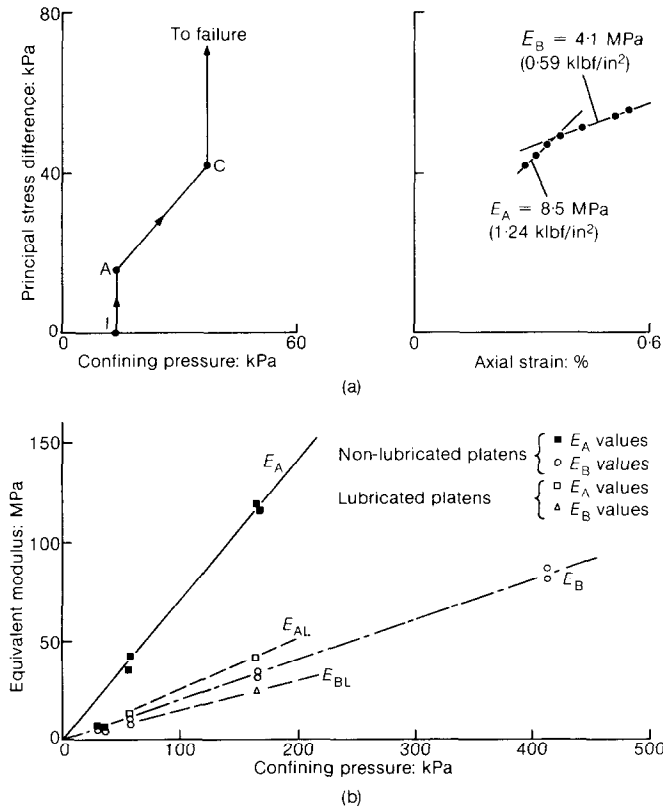 80
To failure
Principal stress difference: kPa
40
C
A
I
0
0
60
Confining pressure: kPa
E_B = 4·1 MPa
(0·59 klbf/in²)
E_A = 8·5 MPa
(1·24 klbf/in²)
0
0
0·6
Axial strain: %
(a)
150
100
50
0
Equivalent modulus: MPa
E_A
Non-lubricated platens
■ E_A values
○ E_B values
Lubricated platens
□ E_A values
△ E_B values
E_AL
E_B
E_BL
0
100
200
300
400
500
Confining pressure: kPa
(b)